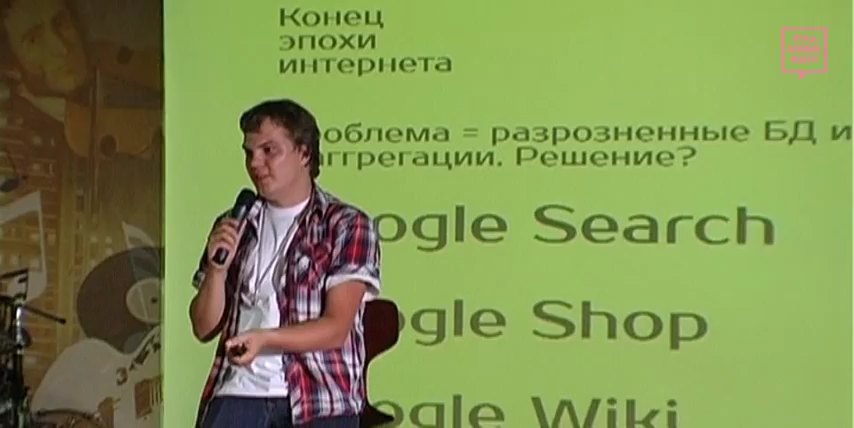 Конец
эпохи
интернета
облема = разрозненные БД и
аггрегации. Решение?
ogle Search
ogle Shop
ogle Wiki